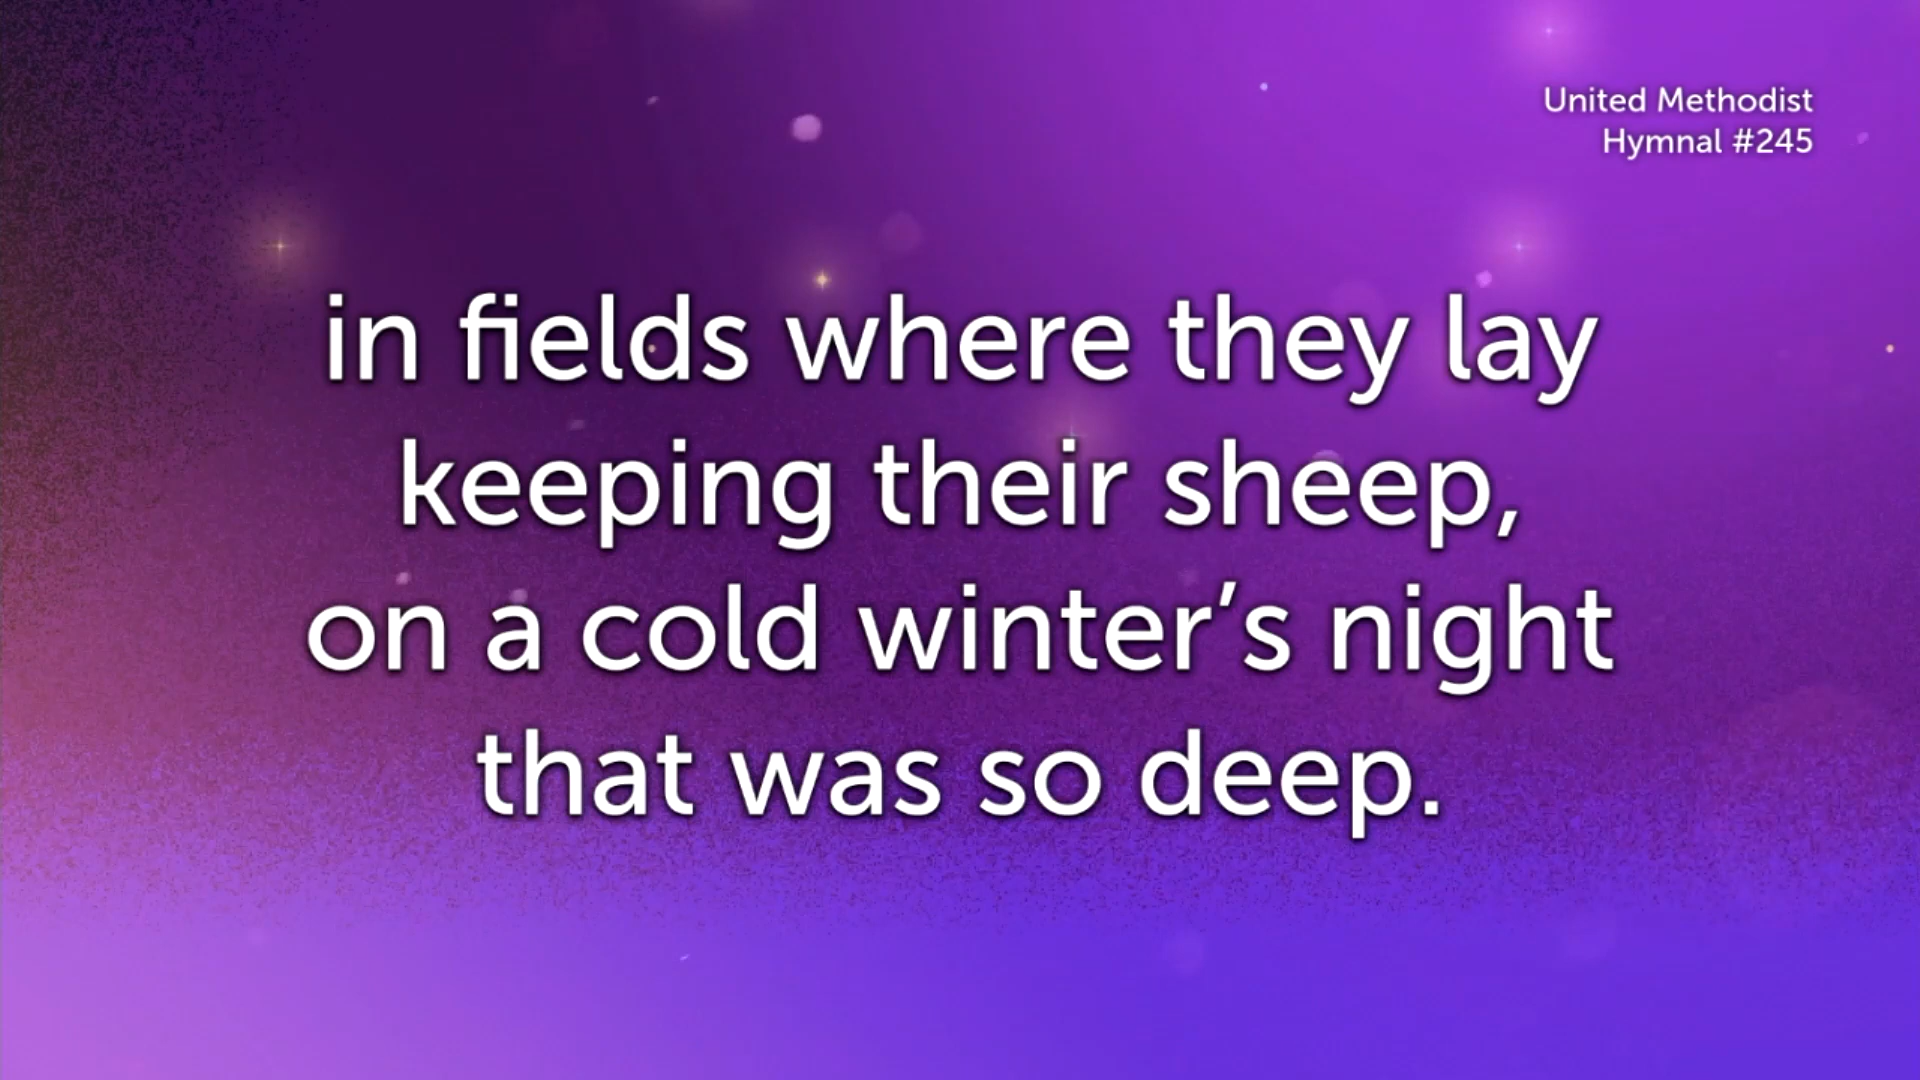 United Methodist
Hymnal #245
in fields where they lay
keeping their sheep,
on a cold winter’s night
that was so deep.